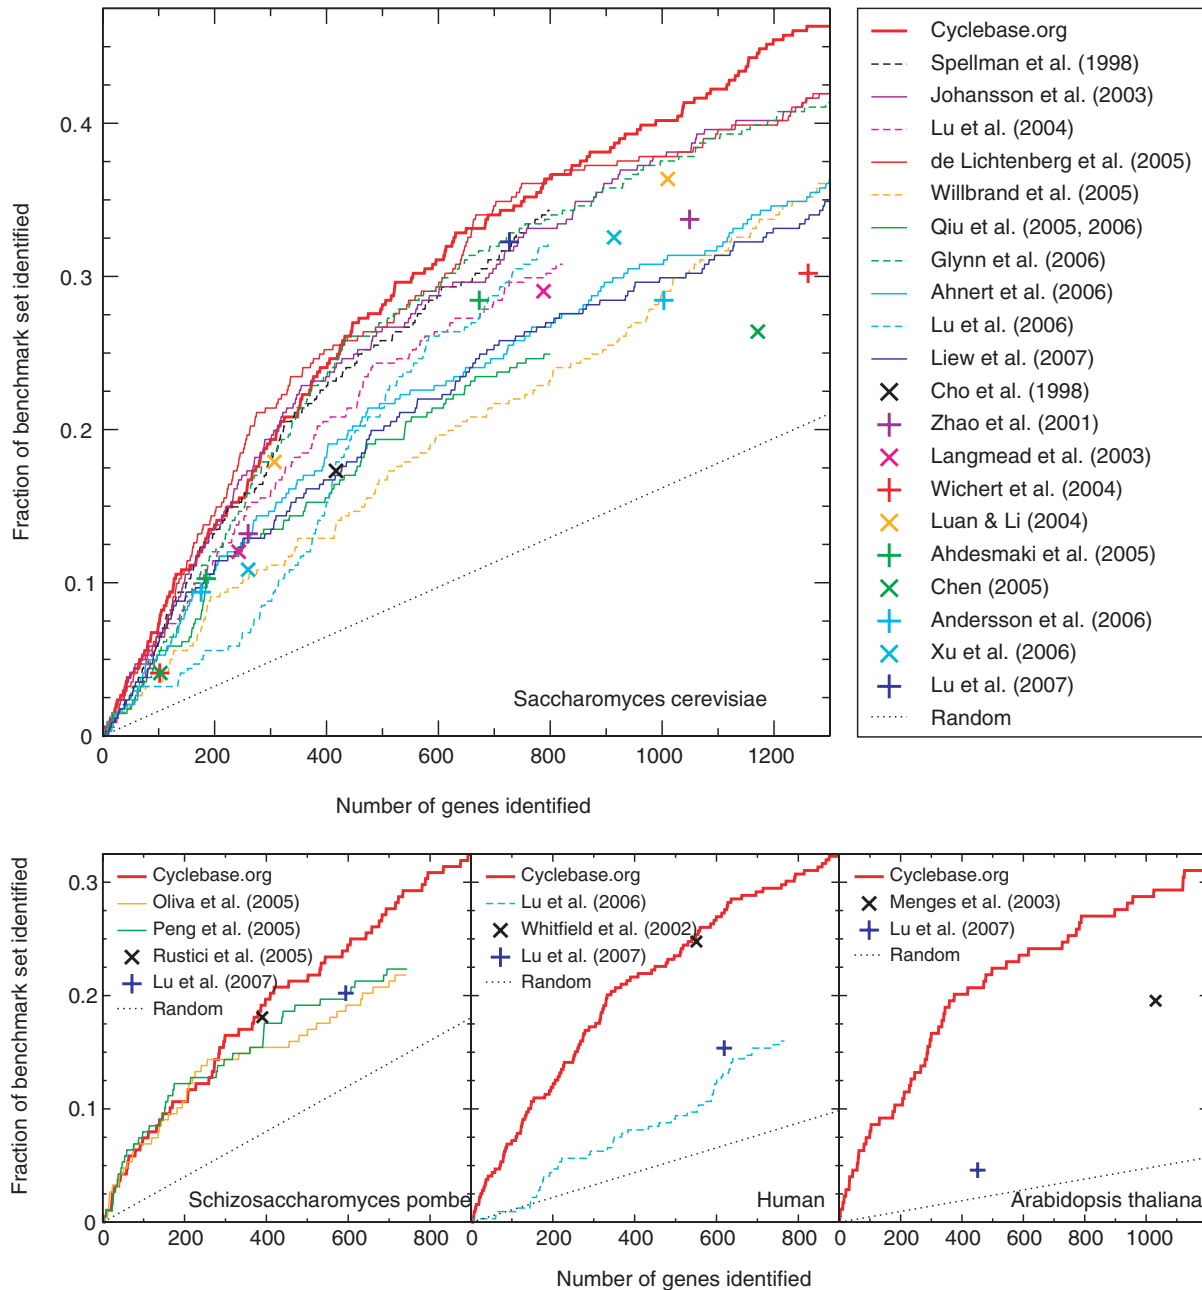 Fraction of benchmark set identified
0.4
0.3
0.2
0.1
0
0
200
400
600
800
1000
1200
Saccharomyces cerevisiae
Number of genes identified
Cyclebase.org
Spellman et al. (1998)
Johansson et al. (2003)
Lu et al. (2004)
de Lichtenberg et al. (2005)
Willbrand et al. (2005)
Qiu et al. (2005, 2006)
Glynn et al. (2006)
Ahnert et al. (2006)
Lu et al. (2006)
Liew et al. (2007)
Cho et al. (1998)
Zhao et al. (2001)
Langmead et al. (2003)
Wichert et al. (2004)
Luan & Li (2004)
Ahdesmaki et al. (2005)
Chen (2005)
Andersson et al. (2006)
Xu et al. (2006)
Lu et al. (2007)
Random
Fraction of benchmark set identified
0.3
0.2
0.1
0
Cyclebase.org
Oliva et al. (2005)
Peng et al. (2005)
Rustici et al. (2005)
Lu et al. (2007)
Random
Schizosaccharomyces pombe
0
200
400
600
800
Cyclebase.org
Lu et al. (2006)
Whitfield et al. (2002)
Lu et al. (2007)
Random
Human
0
200
400
600
800
Cyclebase.org
Menges et al. (2003)
Lu et al. (2007)
Random
Arabidopsis thaliana
0
200
400
600
800
1000
Number of genes identified